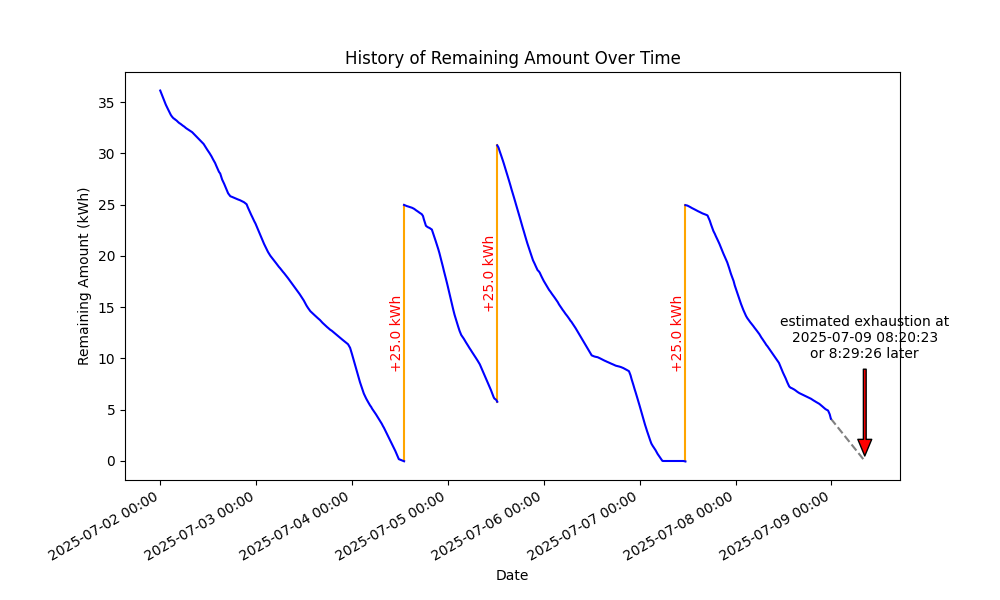 History of Remaining Amount Over Time
Remaining Amount (kWh)
35
30
25
20
15
10
5
0
+25.0 kWh
+25.0 kWh
+25.0 kWh
estimated exhaustion at
2025-07-09 08:20:23
or 8:29:26 later
2025-07-02 00:00
2025-07-03 00:00
2025-07-04 00:00
2025-07-05 00:00
2025-07-06 00:00
2025-07-07 00:00
2025-07-08 00:00
2025-07-09 00:00
Date